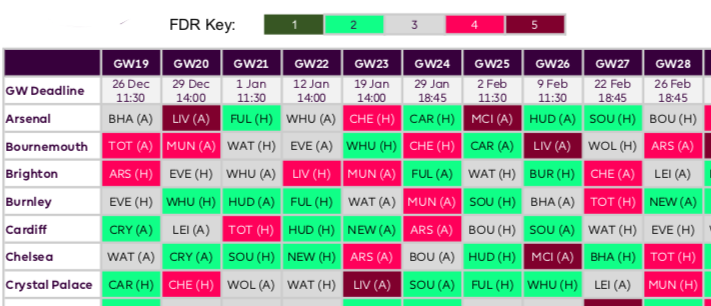 FDR Key: 1 2 3 4 5
GW19 GW20 GW21 GW22 GW23 GW24 GW25 GW26 GW27 GW28
GW Deadline 26 Dec 11:30 29 Dec 14:00 1 Jan 11:30 12 Jan 14:00 19 Jan 14:00 29 Jan 18:45 2 Feb 11:30 9 Feb 11:30 22 Feb 18:45 26 Feb 18:45
Arsenal BHA (A) LIV (A) FUL (H) WHU (A) CHE (H) CAR (H) MCI (A) HUD (A) SOU (H) BOU (H)
Bournemouth TOT (A) MUN (A) WAT (H) EVE (A) WHU (H) CHE (H) CAR (A) LIV (A) WOL (H) ARS (A)
Brighton ARS (H) EVE (H) WHU (A) LIV (H) MUN (A) FUL (A) WAT (H) BUR (H) CHE (A) LEI (A)
Burnley EVE (H) WHU (H) HUD (A) FUL (H) WAT (A) MUN (A) SOU (H) BHA (A) TOT (H) NEW (A)
Cardiff CRY (A) LEI (A) TOT (H) HUD (H) NEW (A) ARS (A) BOU (H) SOU (A) WAT (H) EVE (H)
Chelsea WAT (A) CRY (A) SOU (H) NEW (H) ARS (A) BOU (A) HUD (H) MCI (A) BHA (H) TOT (H)
Crystal Palace CAR (H) CHE (H) WOL (A) WAT (H) LIV (A) SOU (A) FUL (H) WHU (H) LEI (A) MUN (H)